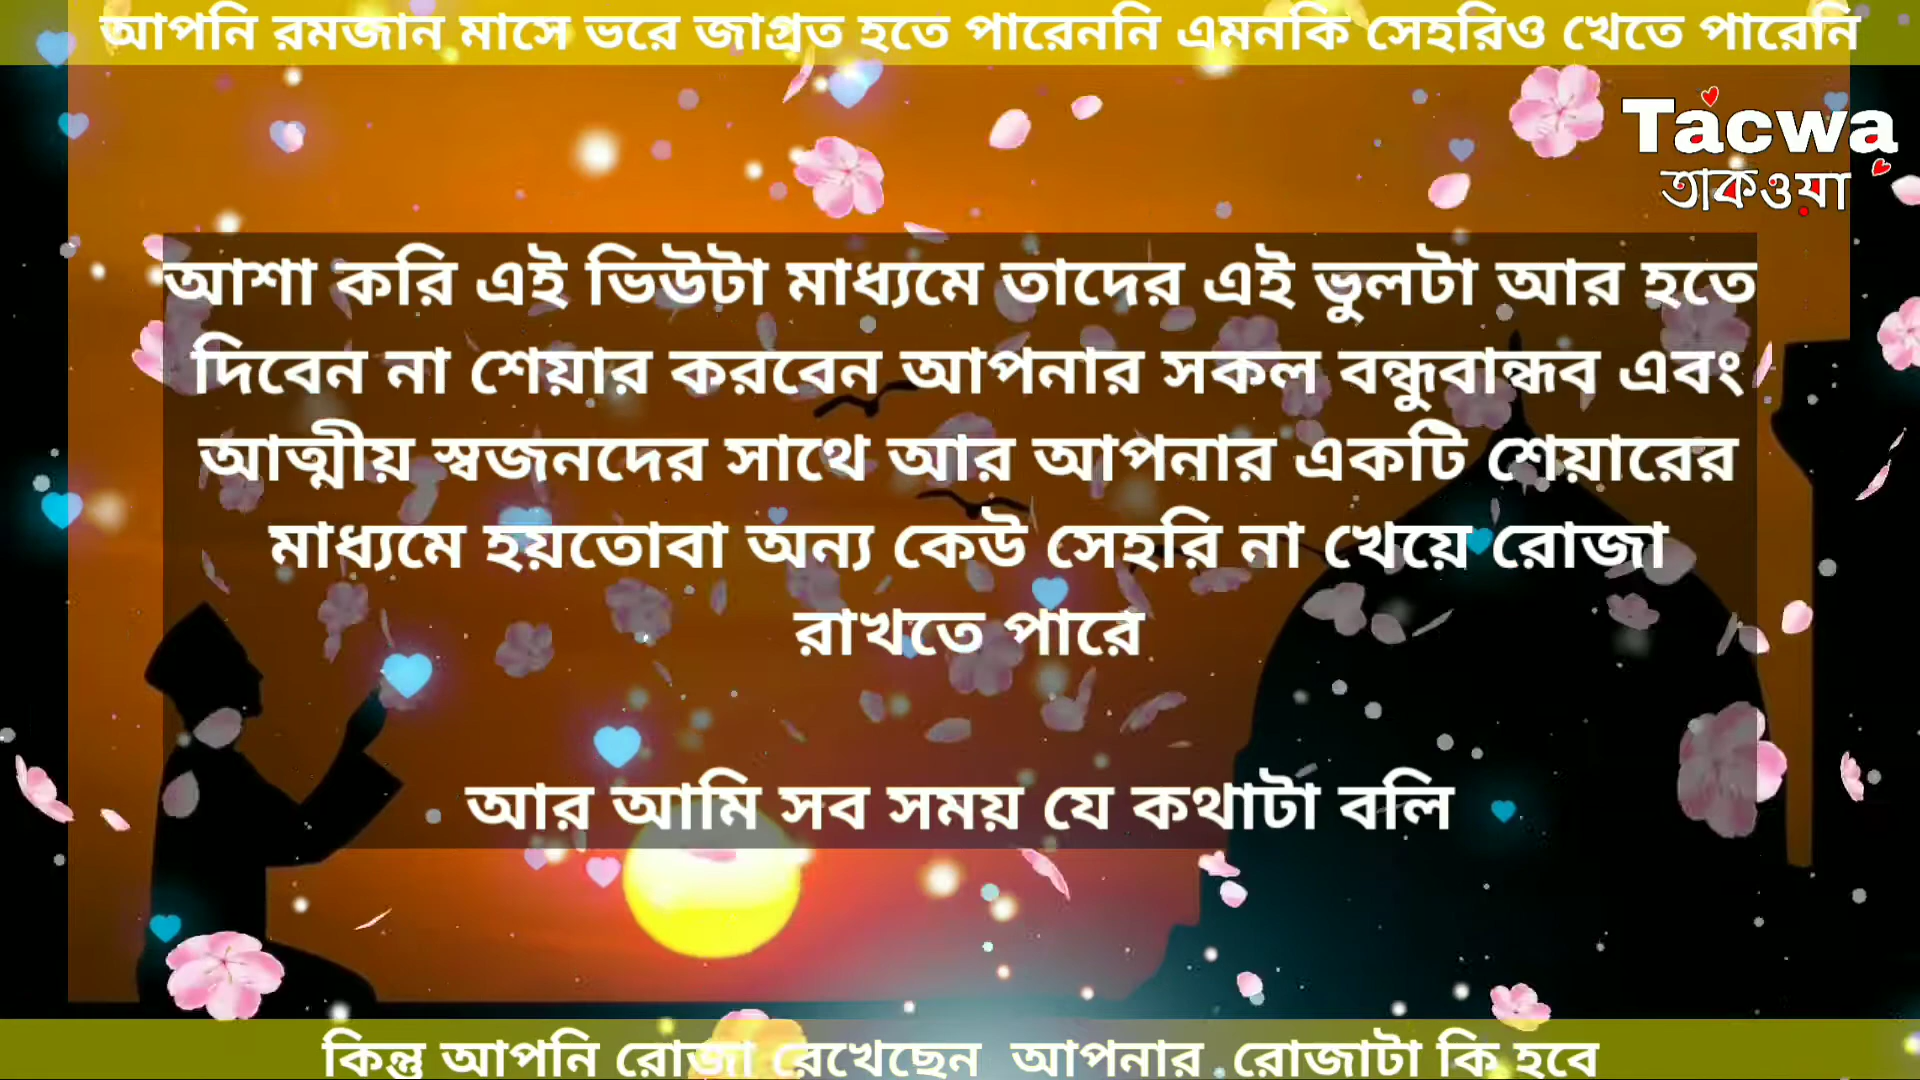 আপনি রমজান মাসে ভরে জাগ্রত হতে পারেননি এমনকি সেহরিও খেতে পারেনি
Tacwa
তাকওয়া
আশা করি এই ভিউটা মাধ্যমে তাদের এই ভুলটা আর হতে
দিবেন না শেয়ার করবেন আপনার সকল বন্ধুবান্ধব এবং
আত্মীয় স্বজনদের সাথে আর আপনার একটি শেয়ারের
মাধ্যমে হয়তোবা অন্য কেউ সেহরি না খেয়ে রোজা
রাখতে পারে
আর আমি সব সময় যে কথাটা বলি
কিন্তু আপনি রোজা রেখেছেন আপনার রোজাটা কি হবে